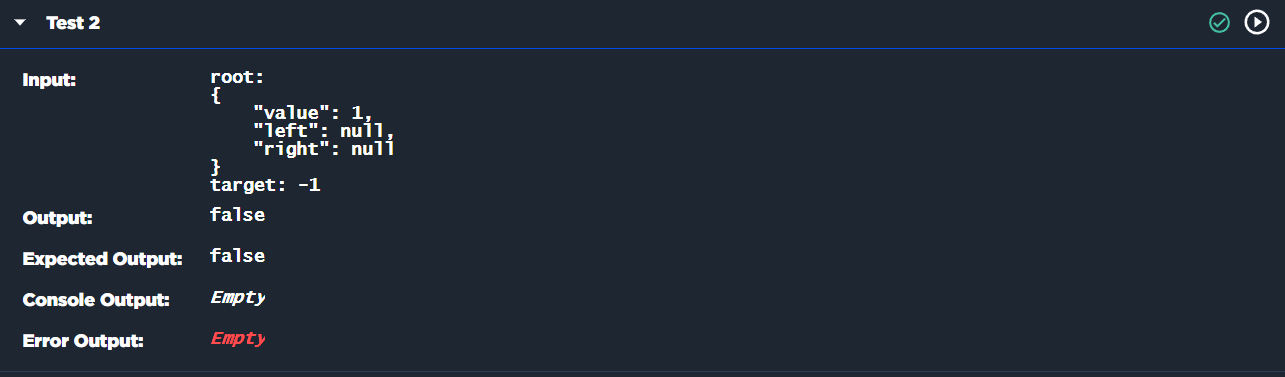 Test 2
Input:
root:
{
    "value": 1,
    "left": null,
    "right": null
}
target: -1
Output: false
Expected Output: false
Console Output: Empty
Error Output: Empty